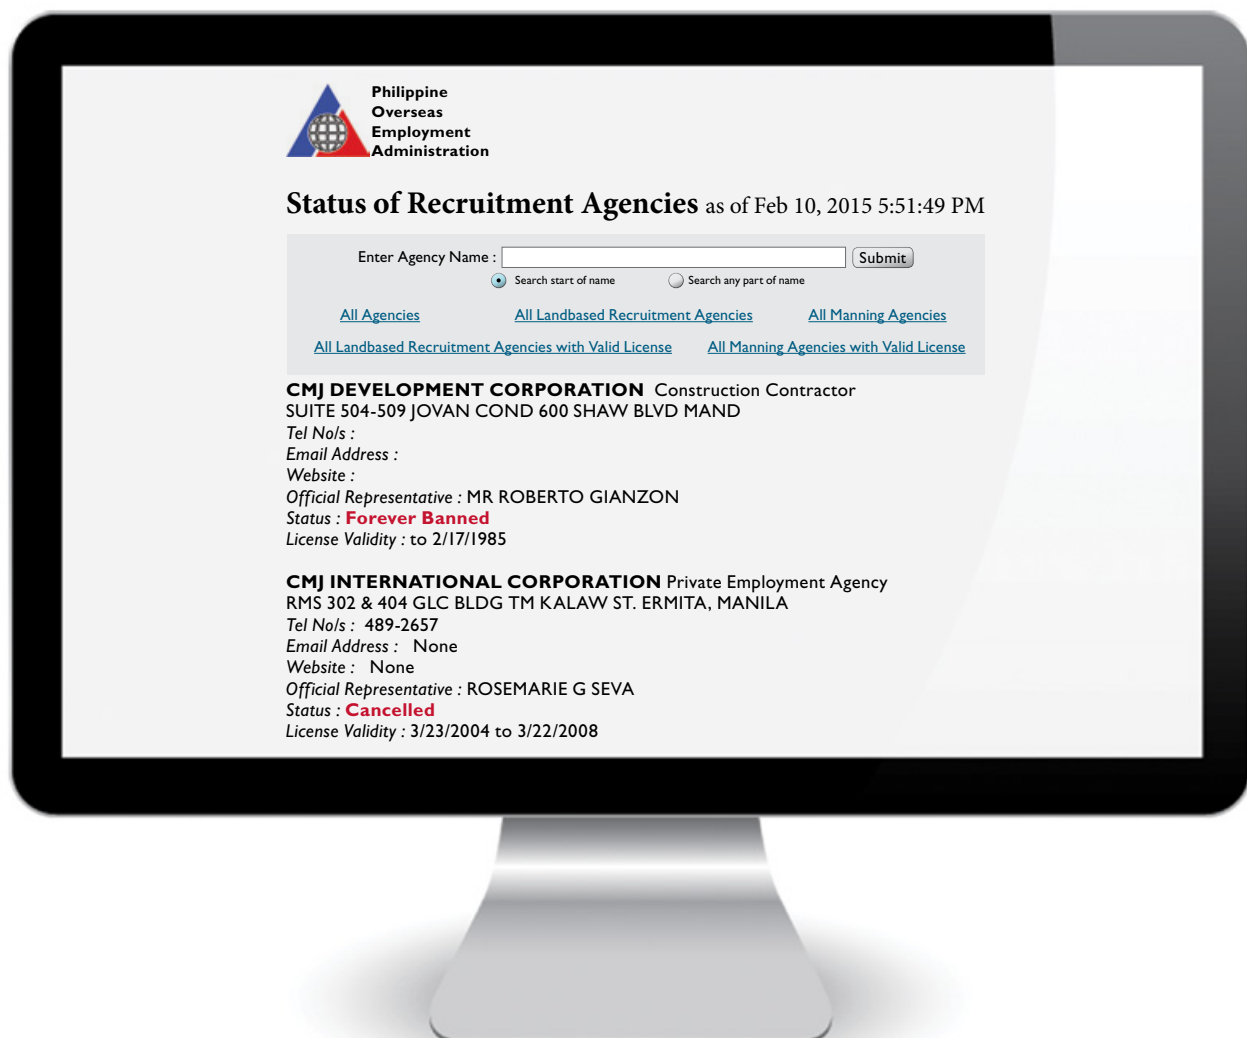 Philippine
Overseas
Employment
Administration
Status of Recruitment Agencies as of Feb 10, 2015 5:51:49 PM
Enter Agency Name : Submit
Search start of name Search any part of name
All Agencies All Landbased Recruitment Agencies All Manning Agencies
All Landbased Recruitment Agencies with Valid License All Manning Agencies with Valid License
CMJ DEVELOPMENT CORPORATION Construction Contractor
SUITE 504-509 JOVAN COND 600 SHAW BLVD MAND
Tel No/s :
Email Address :
Website :
Official Representative : MR ROBERTO GIANZON
Status : Forever Banned
License Validity : to 2/17/1985
CMJ INTERNATIONAL CORPORATION Private Employment Agency
RMS 302 & 404 GLC BLDG TM KALAW ST. ERMITA, MANILA
Tel No/s : 489-2657
Email Address : None
Website : None
Official Representative : ROSEMARIE G SEVA
Status : Cancelled
License Validity : 3/23/2004 to 3/22/2008